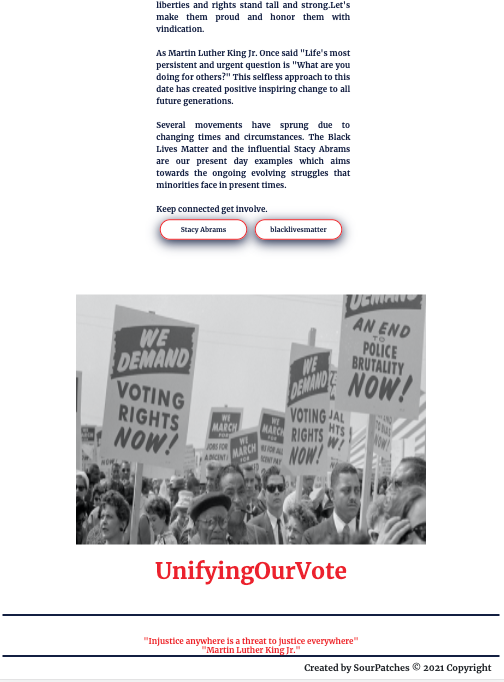 liberties and rights stand tall and strong.Let's
make them proud and honor them with
vindication.
As Martin Luther King Jr. Once said "Life's most
persistent and urgent question is "What are you
doing for others?" This selfless approach to this
date has created positive inspiring change to all
future generations.
Several movements have sprung due to
changing times and circumstances. The Black
Lives Matter and the influential Stacy Abrams
are our present day examples which aims
towards the ongoing evolving struggles that
minorities face in present times.
Keep connected get involve.
Stacy Abrams
blacklivesmatter
WE
DEMAND
VOTING
RIGHTS
NOW!
WE
MARCH
FOR
JOBS FOR
WE
MARCH
FOR
WE
MARCH
WE
DEMAND
VOTING
RIGHTS
NOW!
DEMAND
AN END
TO
POLICE
BRUTALITY
NOW!
UnifyingOurVote
"Injustice anywhere is a threat to justice everywhere"
"Martin Luther King Jr."
Created by SourPatches © 2021 Copyright